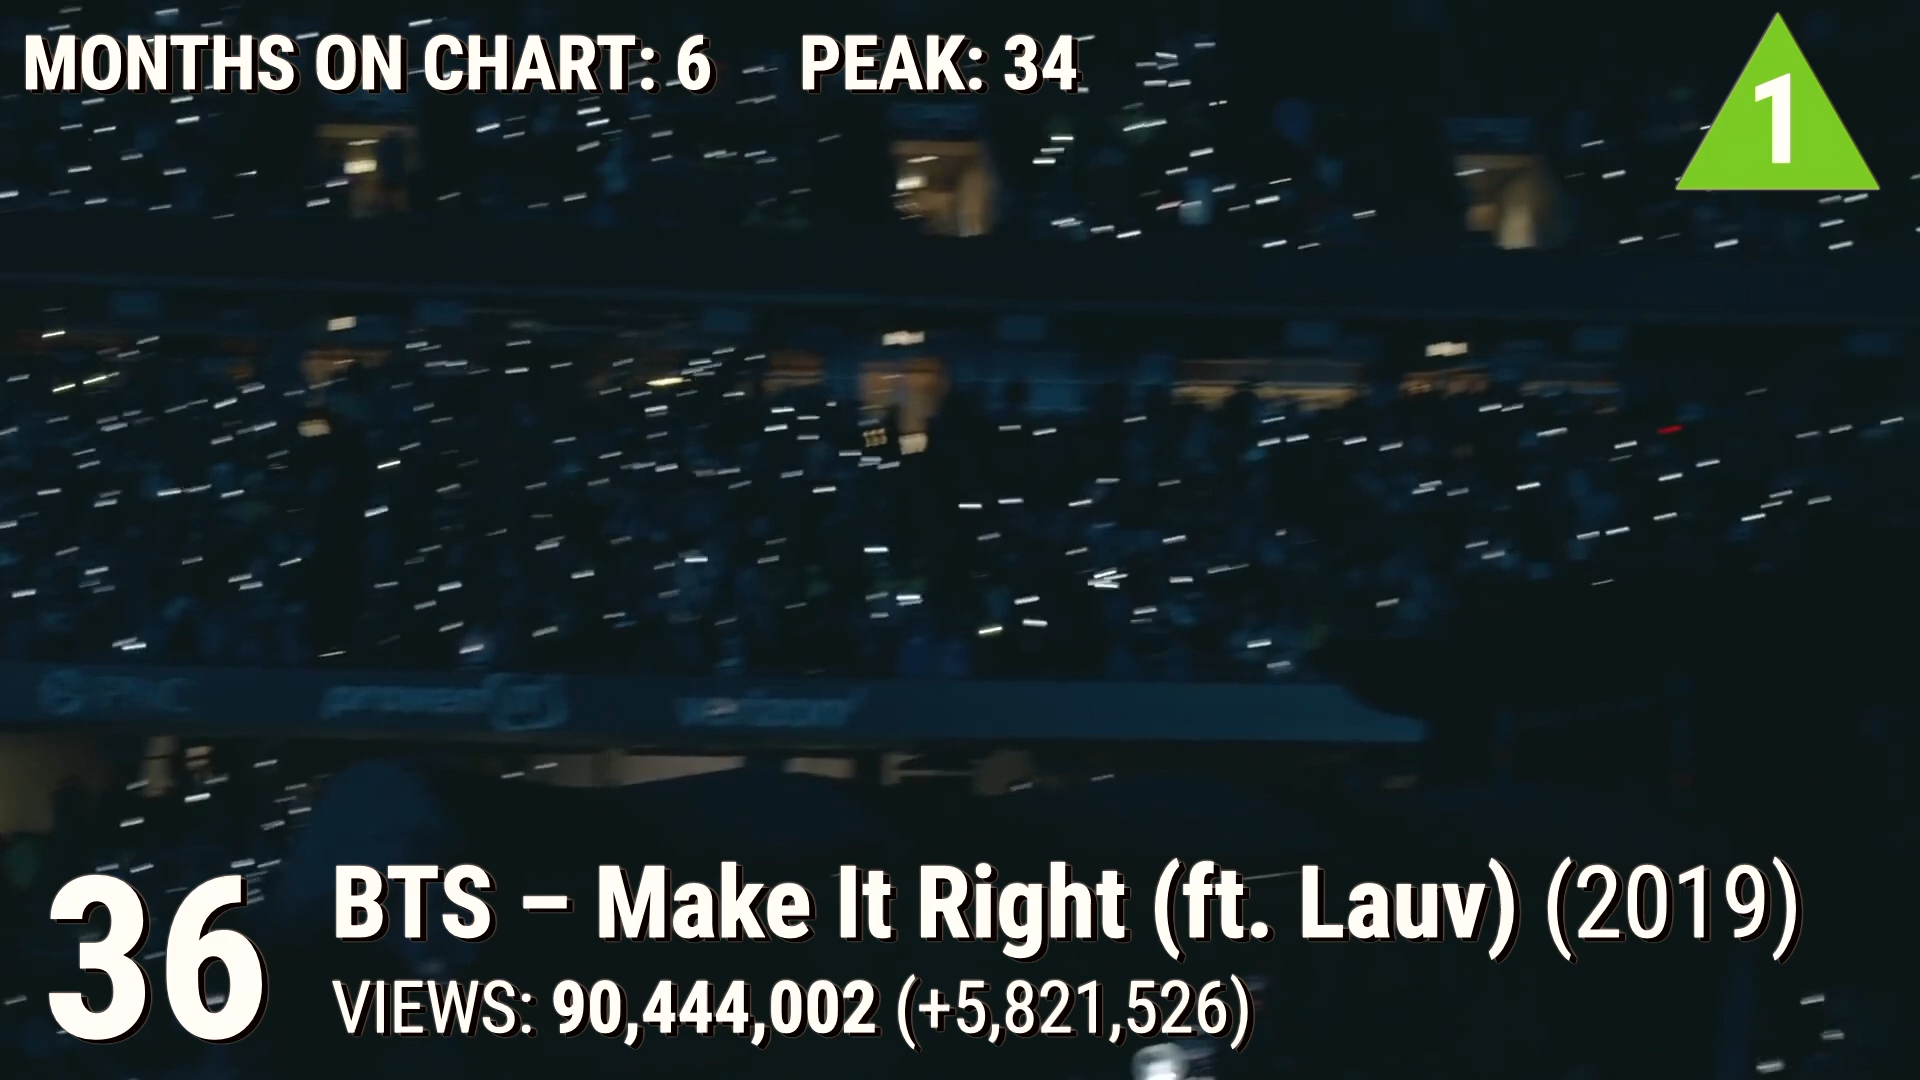 MONTHS ON CHART: 6 PEAK: 34
1
36
BTS – Make It Right (ft. Lauv) (2019)
VIEWS: 90,444,002 (+5,821,526)